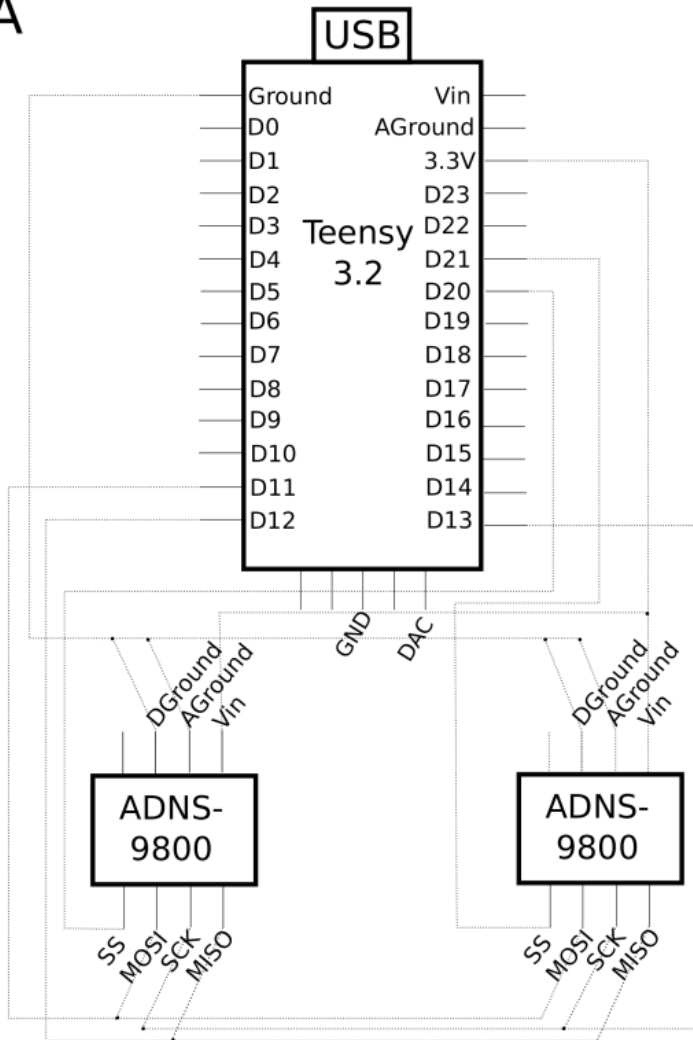 A
USB
Ground
Vin
D0
AGround
D1
3.3V
D2
D23
D3
D22
Teensy
3.2
D4
D21
D5
D20
D6
D19
D7
D18
D8
D17
D9
D16
D10
D15
D11
D14
D12
D13
GND
DAC
DGround
AGround
Vin
DGround
AGround
Vin
ADNS-
9800
ADNS-
9800
SS
MOSI
SCK
MISO
SS
MOSI
SCK
MISO